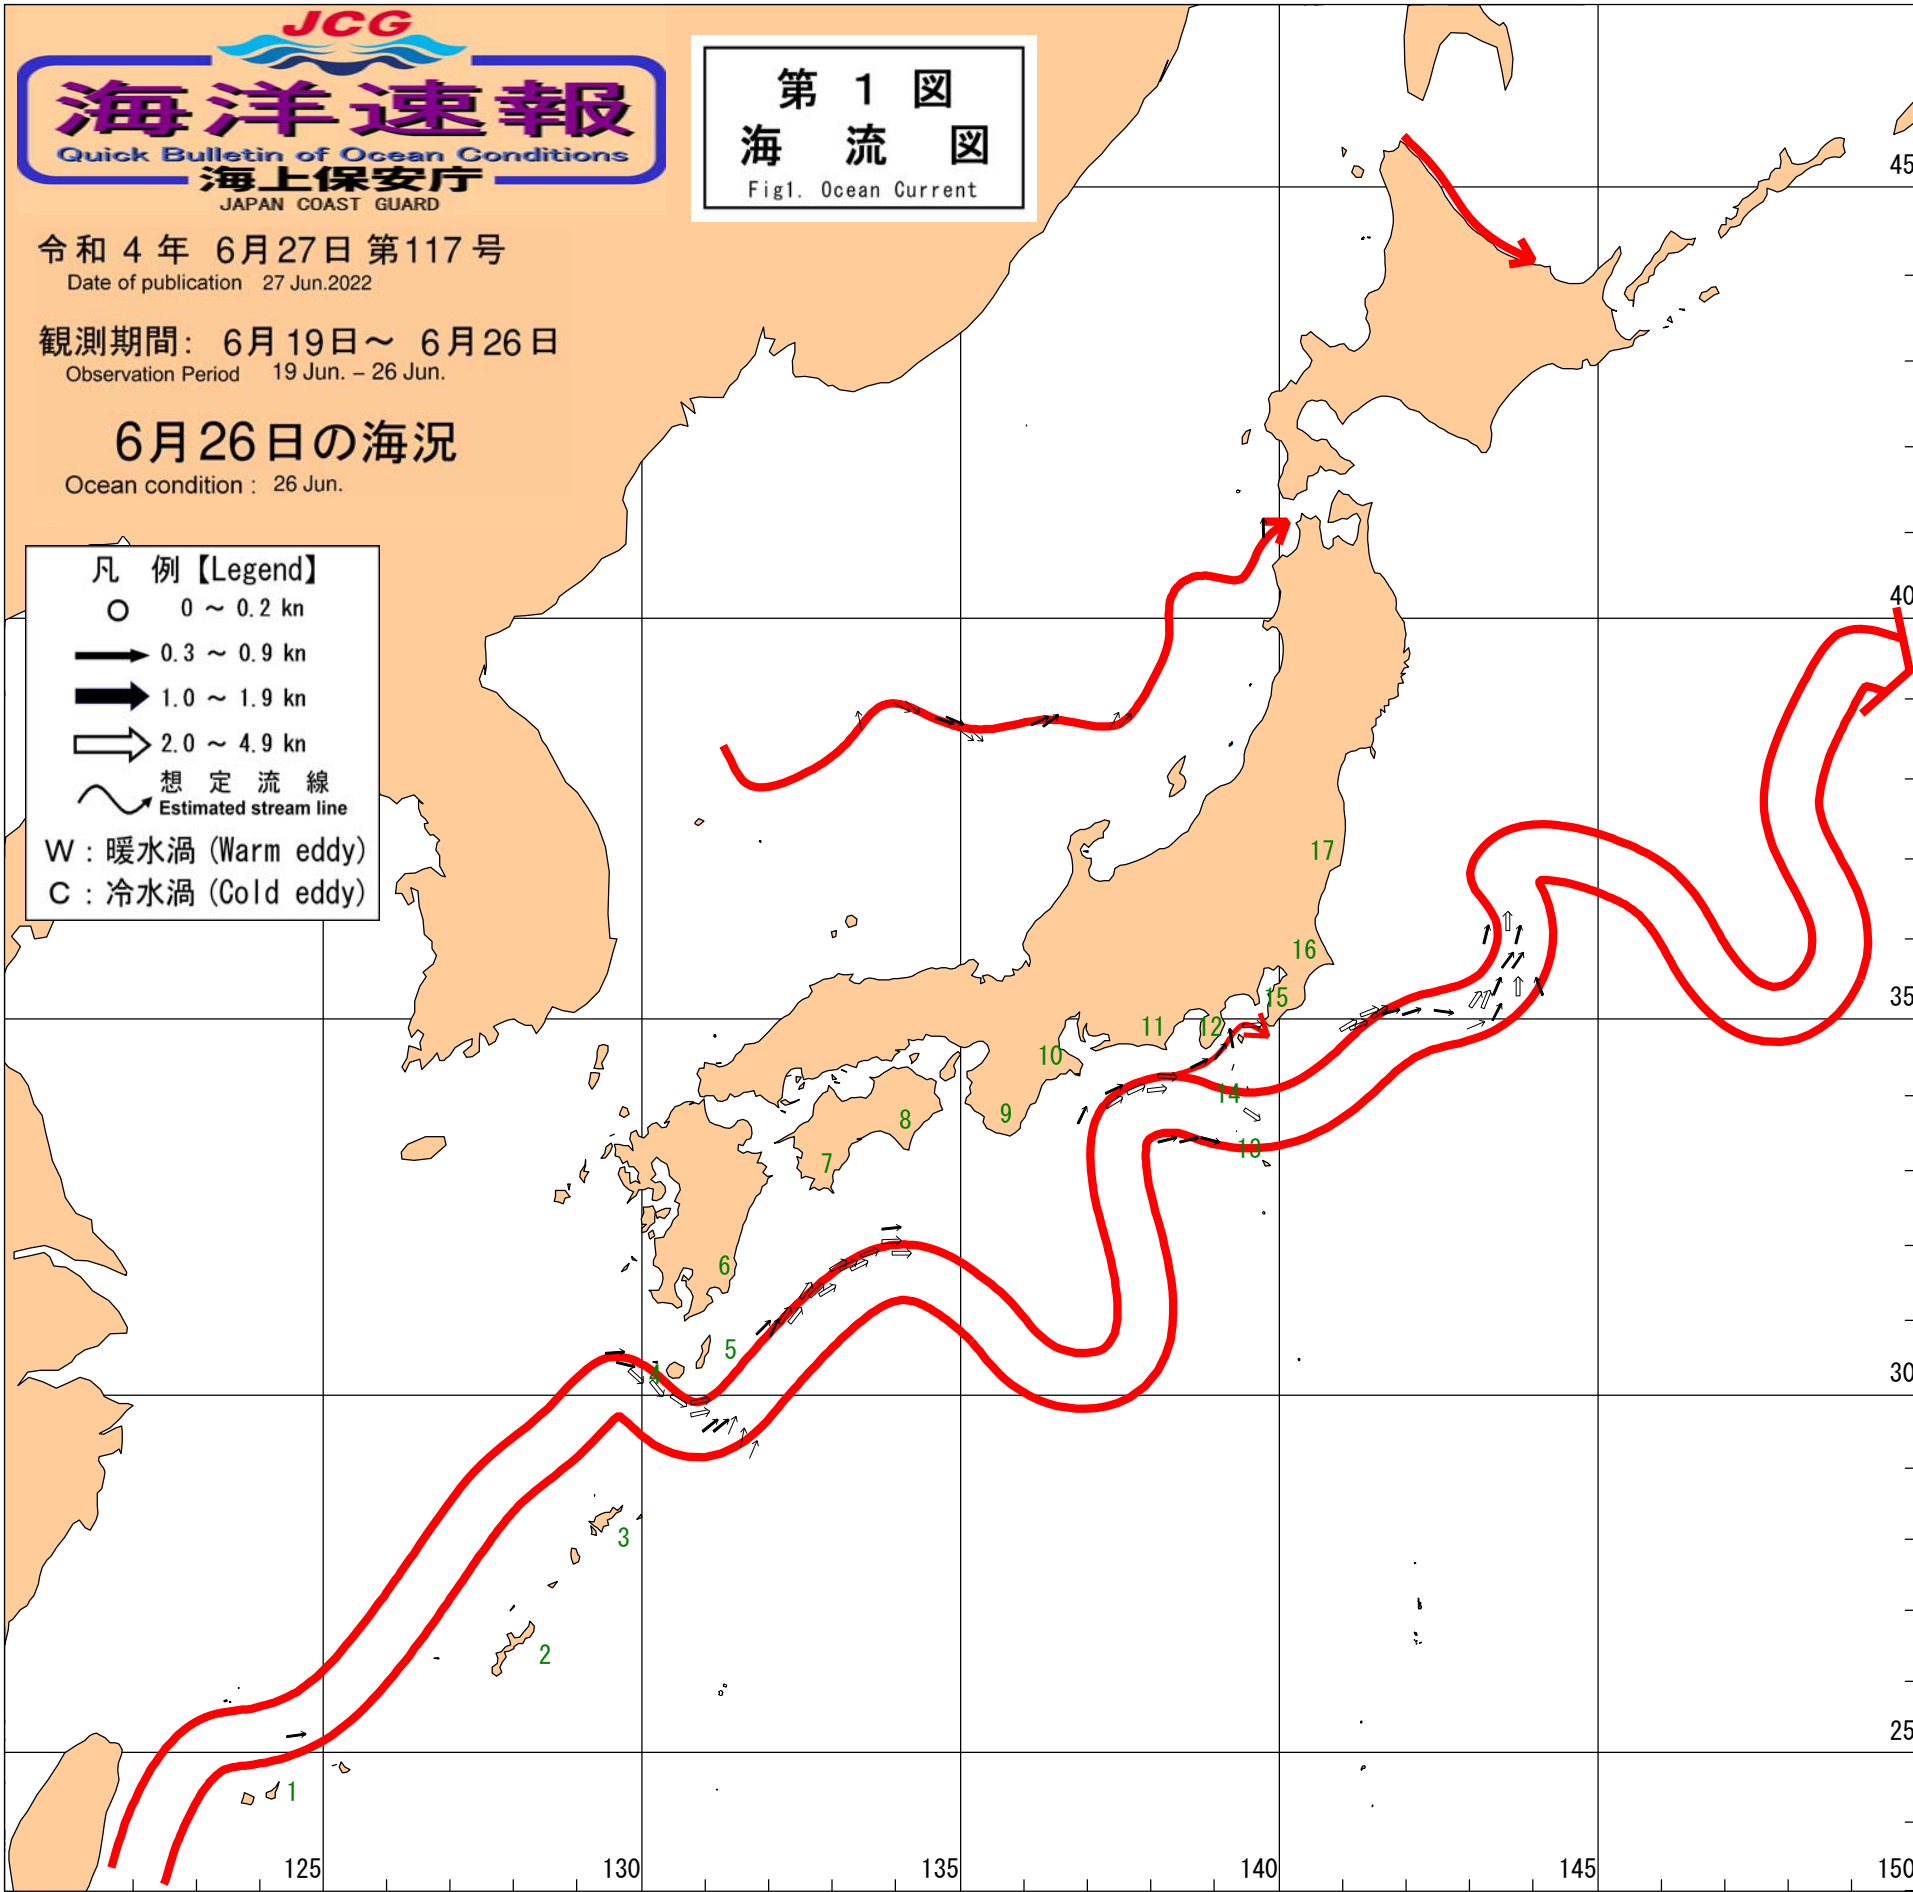 JCG
海洋速報
Quick Bulletin of Ocean Conditions
海上保安庁
JAPAN COAST GUARD
第 1 図
海 流 図
Fig1. Ocean Current
令和 4 年 6月27日 第117号
Date of publication 27 Jun.2022
観測期間: 6月19日～ 6月26日
Observation Period 19 Jun. – 26 Jun.
6月26日の海況
Ocean condition : 26 Jun.
凡 例【Legend】
0 ～ 0.2 kn
0.3 ～ 0.9 kn
1.0 ～ 1.9 kn
2.0 ～ 4.9 kn
想 定 流 線
Estimated stream line
W : 暖水渦 (Warm eddy)
C : 冷水渦 (Cold eddy)
45
40
35
30
25
17
16
15
12
11
10
14
13
9
8
7
6
5
4
3
2
1
125
130
135
140
145
150